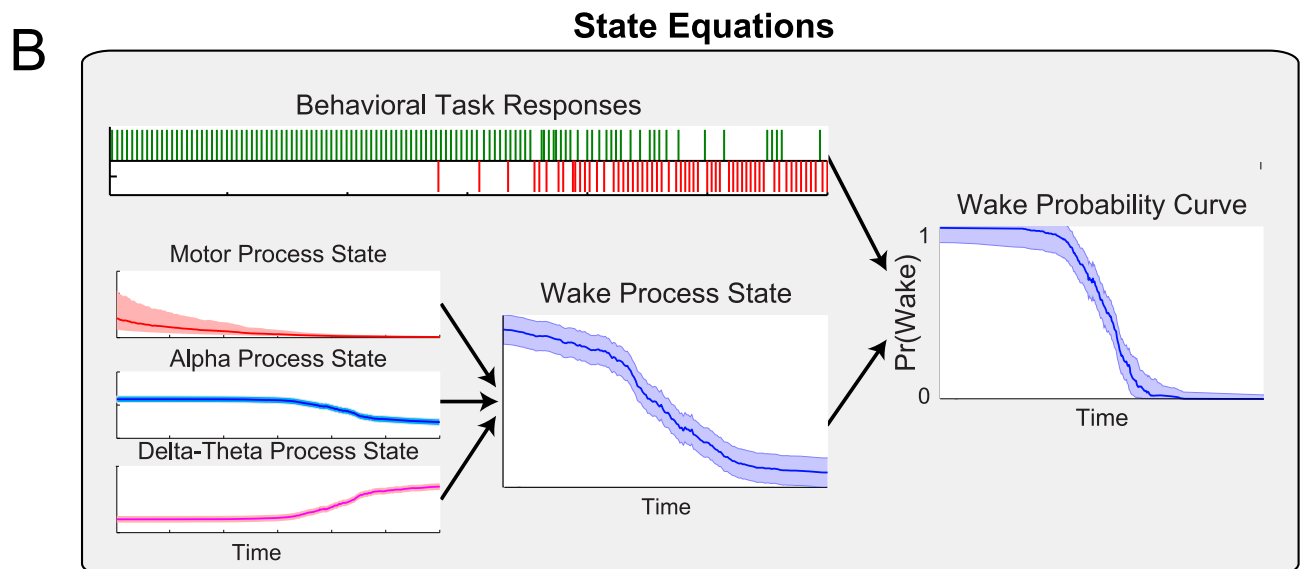 B
State Equations
Behavioral Task Responses
Motor Process State
Alpha Process State
Delta-Theta Process State
Time
Wake Process State
Time
Wake Probability Curve
1
Pr(Wake)
0
Time